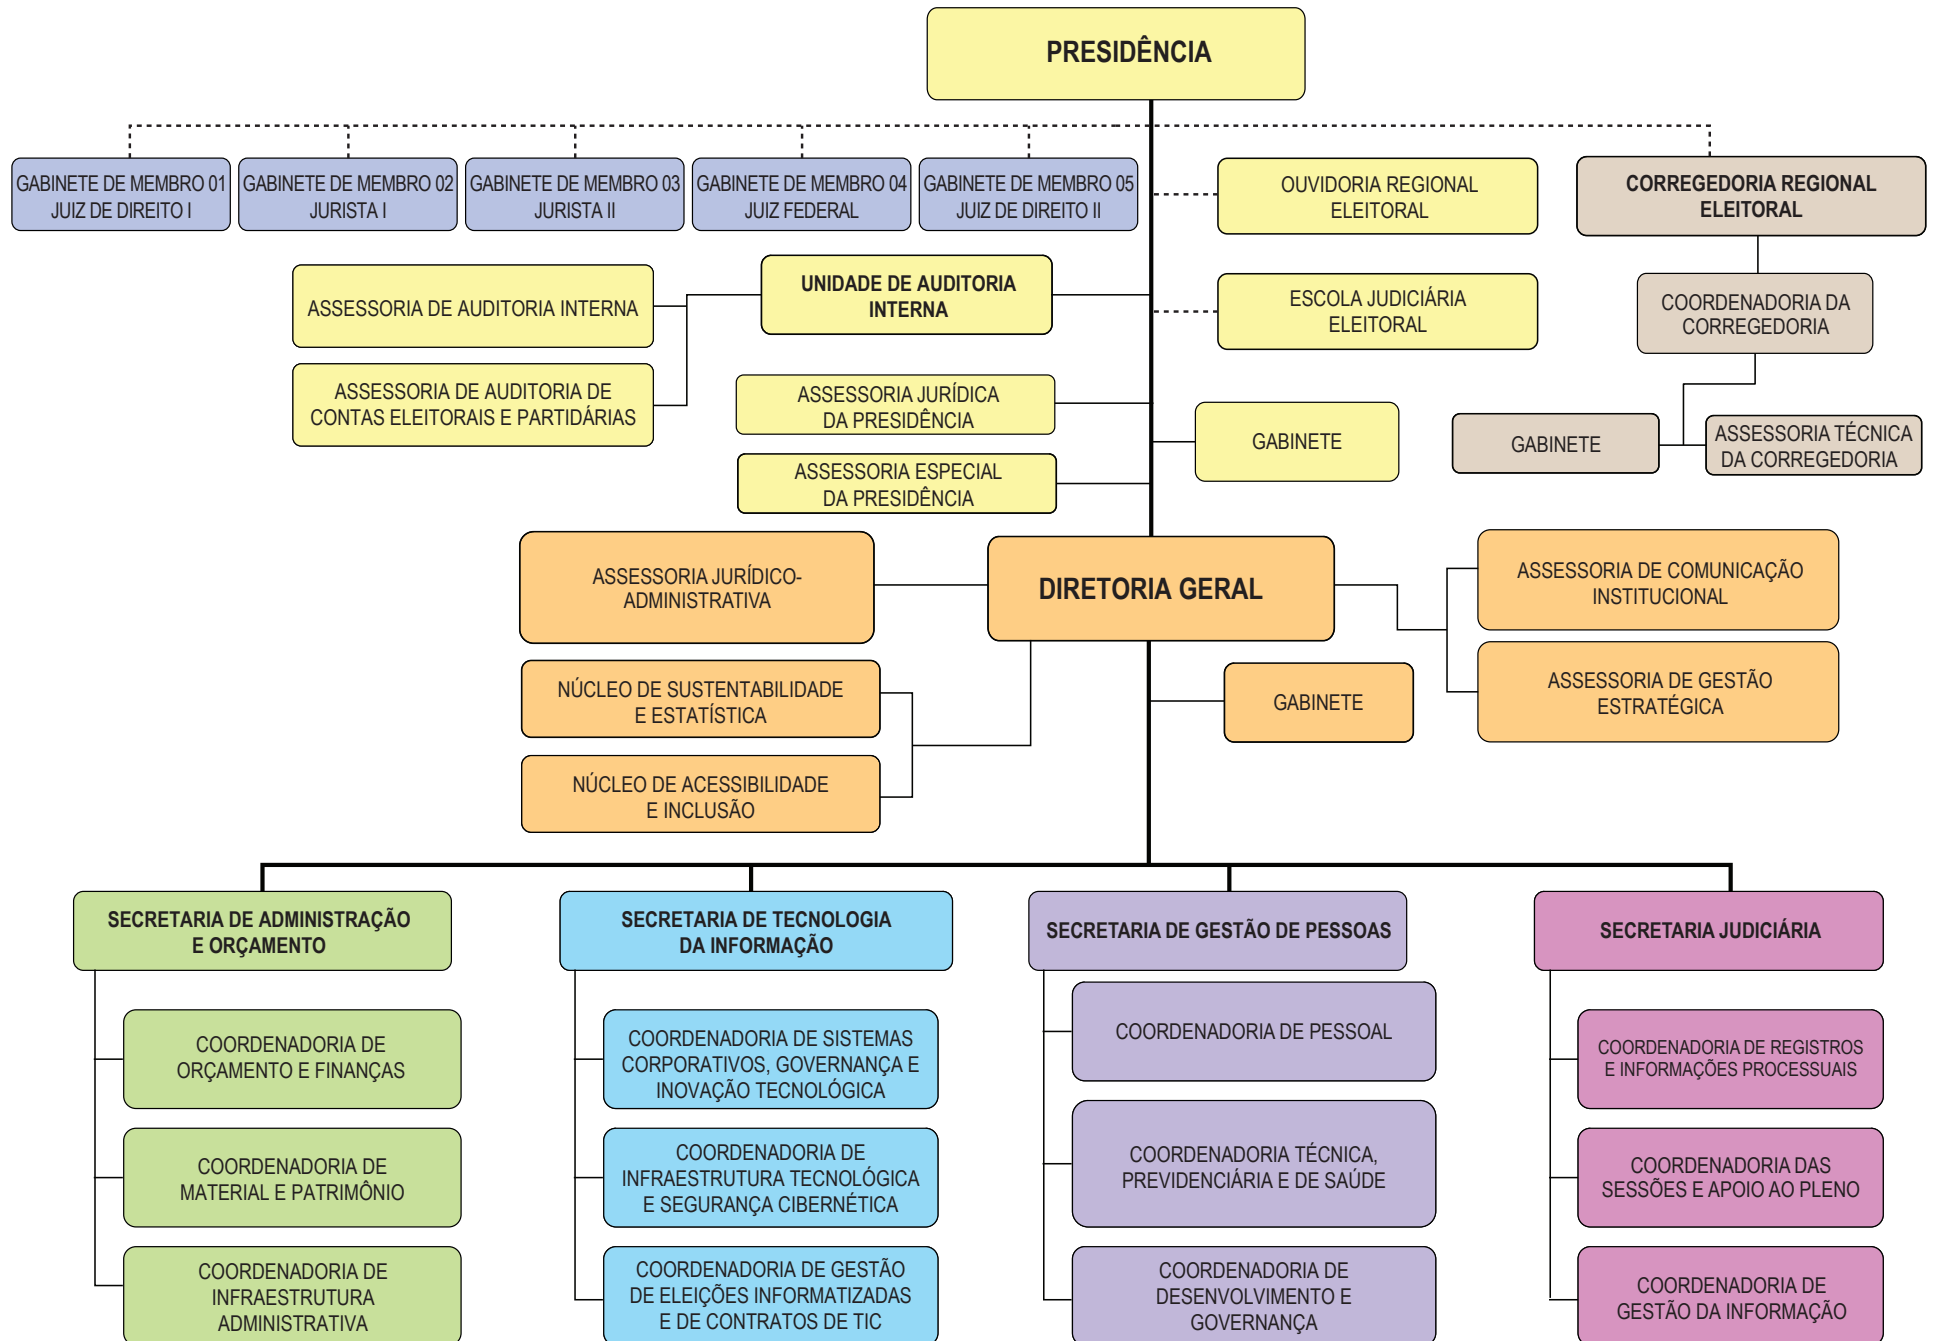 PRESIDÊNCIA
GABINETE DE MEMBRO 01
JUIZ DE DIREITO I
GABINETE DE MEMBRO 02
JURISTA I
GABINETE DE MEMBRO 03
JURISTA II
GABINETE DE MEMBRO 04
JUIZ FEDERAL
GABINETE DE MEMBRO 05
JUIZ DE DIREITO II
OUVIDORIA REGIONAL
ELEITORAL
CORREGEDORIA REGIONAL
ELEITORAL
ASSESSORIA DE AUDITORIA INTERNA
UNIDADE DE AUDITORIA
INTERNA
ESCOLA JUDICIÁRIA
ELEITORAL
COORDENADORIA DA
CORREGEDORIA
ASSESSORIA DE AUDITORIA DE
CONTAS ELEITORAIS E PARTIDÁRIAS
ASSESSORIA JURÍDICA
DA PRESIDÊNCIA
GABINETE
GABINETE
ASSESSORIA TÉCNICA
DA CORREGEDORIA
ASSESSORIA ESPECIAL
DA PRESIDÊNCIA
ASSESSORIA JURÍDICO-
ADMINISTRATIVA
DIRETORIA GERAL
ASSESSORIA DE COMUNICAÇÃO
INSTITUCIONAL
NÚCLEO DE SUSTENTABILIDADE
E ESTATÍSTICA
GABINETE
ASSESSORIA DE GESTÃO
ESTRATÉGICA
NÚCLEO DE ACESSIBILIDADE
E INCLUSÃO
SECRETARIA DE ADMINISTRAÇÃO
E ORÇAMENTO
SECRETARIA DE TECNOLOGIA
DA INFORMAÇÃO
SECRETARIA DE GESTÃO DE PESSOAS
SECRETARIA JUDICIÁRIA
COORDENADORIA DE
ORÇAMENTO E FINANÇAS
COORDENADORIA DE SISTEMAS
CORPORATIVOS, GOVERNANÇA E
INOVAÇÃO TECNOLÓGICA
COORDENADORIA DE PESSOAL
COORDENADORIA DE REGISTROS
E INFORMAÇÕES PROCESSUAIS
COORDENADORIA DE
MATERIAL E PATRIMÔNIO
COORDENADORIA DE
INFRAESTRUTURA TECNOLÓGICA
E SEGURANÇA CIBERNÉTICA
COORDENADORIA TÉCNICA,
PREVIDENCIÁRIA E DE SAÚDE
COORDENADORIA DAS
SESSÕES E APOIO AO PLENO
COORDENADORIA DE
INFRAESTRUTURA
ADMINISTRATIVA
COORDENADORIA DE GESTÃO
DE ELEIÇÕES INFORMATIZADAS
E DE CONTRATOS DE TIC
COORDENADORIA DE
DESENVOLVIMENTO E
GOVERNANÇA
COORDENADORIA DE
GESTÃO DA INFORMAÇÃO